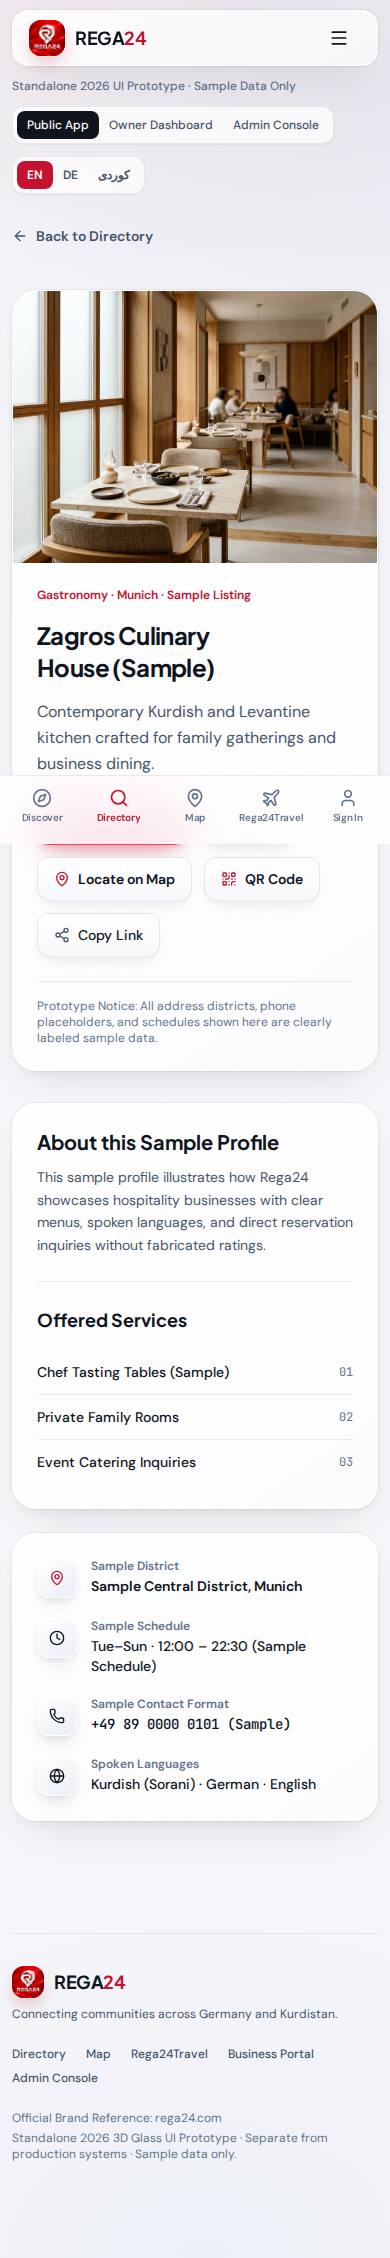 REGA24
Standalone 2026 UI Prototype · Sample Data Only
Public App Owner Dashboard Admin Console
EN DE کوردی
Back to Directory
Gastronomy · Munich · Sample Listing
Zagros Culinary
House (Sample)
Contemporary Kurdish and Levantine
kitchen crafted for family gatherings and
business dining.
Discover Directory Map Rega24Travel Sign In
Locate on Map QR Code
Copy Link
Prototype Notice: All address districts, phone
placeholders, and schedules shown here are clearly
labeled sample data.
About this Sample Profile
This sample profile illustrates how Rega24
showcases hospitality businesses with clear
menus, spoken languages, and direct reservation
inquiries without fabricated ratings.
Offered Services
Chef Tasting Tables (Sample) 01
Private Family Rooms 02
Event Catering Inquiries 03
Sample District
Sample Central District, Munich
Sample Schedule
Tue–Sun · 12:00 – 22:30 (Sample
Schedule)
Sample Contact Format
+49 89 0000 0101 (Sample)
Spoken Languages
Kurdish (Sorani) · German · English
REGA24
Connecting communities across Germany and Kurdistan.
Directory Map Rega24Travel Business Portal
Admin Console
Official Brand Reference: rega24.com
Standalone 2026 3D Glass UI Prototype · Separate from
production systems · Sample data only.